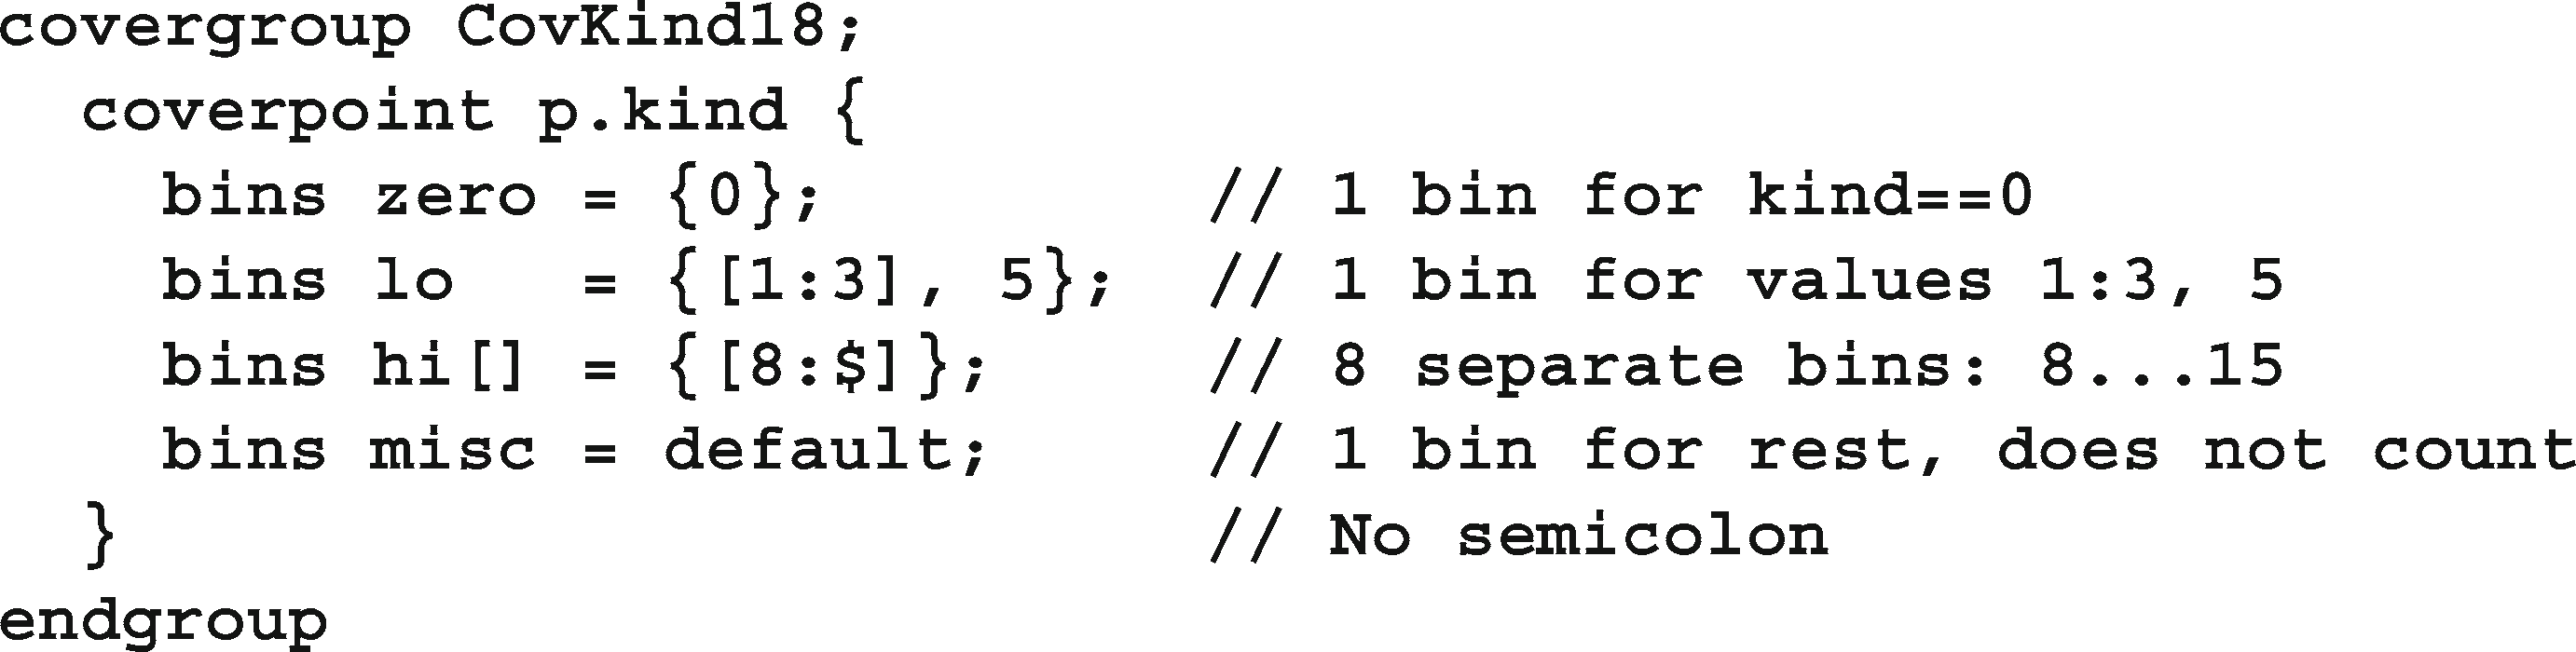 covergroup CovKind18;
  coverpoint p.kind {
    bins zero = {0};          // 1 bin for kind==0
    bins lo   = {[1:3], 5};  // 1 bin for values 1:3, 5
    bins hi[] = {[8:$]};     // 8 separate bins: 8...15
    bins misc = default;     // 1 bin for rest, does not count
  }                          // No semicolon
endgroup